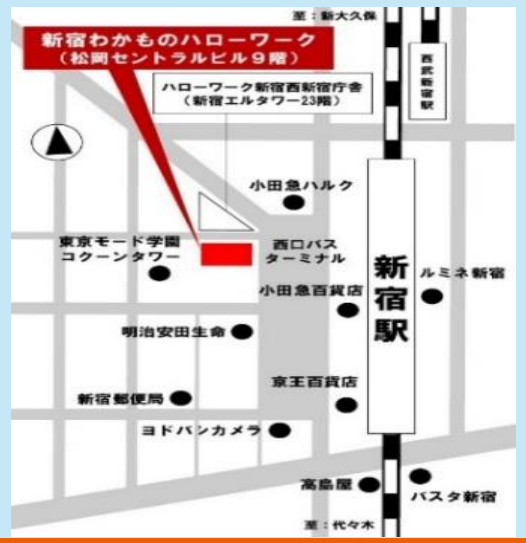 至：新大久保
新宿わかものハローワーク
（松岡セントラルビル９階）
西武新宿駅
ハローワーク新宿西新宿庁舎
（新宿エルタワー23階）
小田急ハルク
東京モード学園
コクーンタワー
西口バス
ターミナル
新宿駅
ルミネ新宿
小田急百貨店
明治安田生命
京王百貨店
新宿郵便局
ヨドバシカメラ
高島屋
バスタ新宿
至：代々木